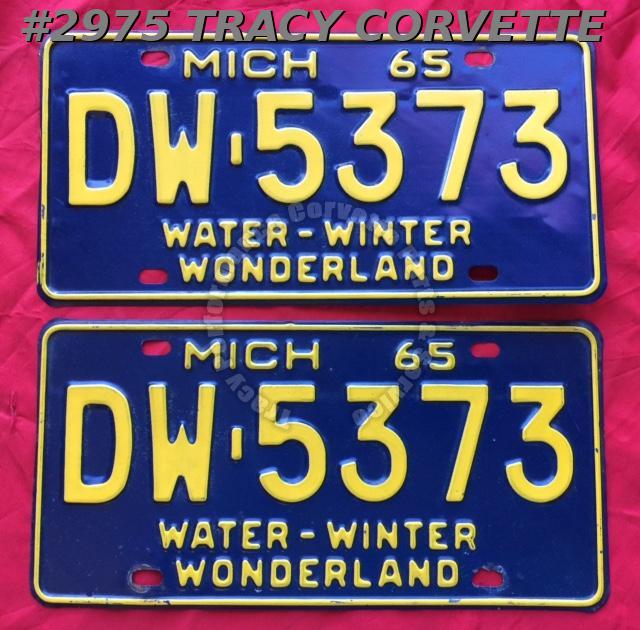 #2975 TRACY CORVETTE
MICH 65
DW-5373
WATER-WINTER
WONDERLAND
MICH 65
DW-5373
WATER-WINTER
WONDERLAND